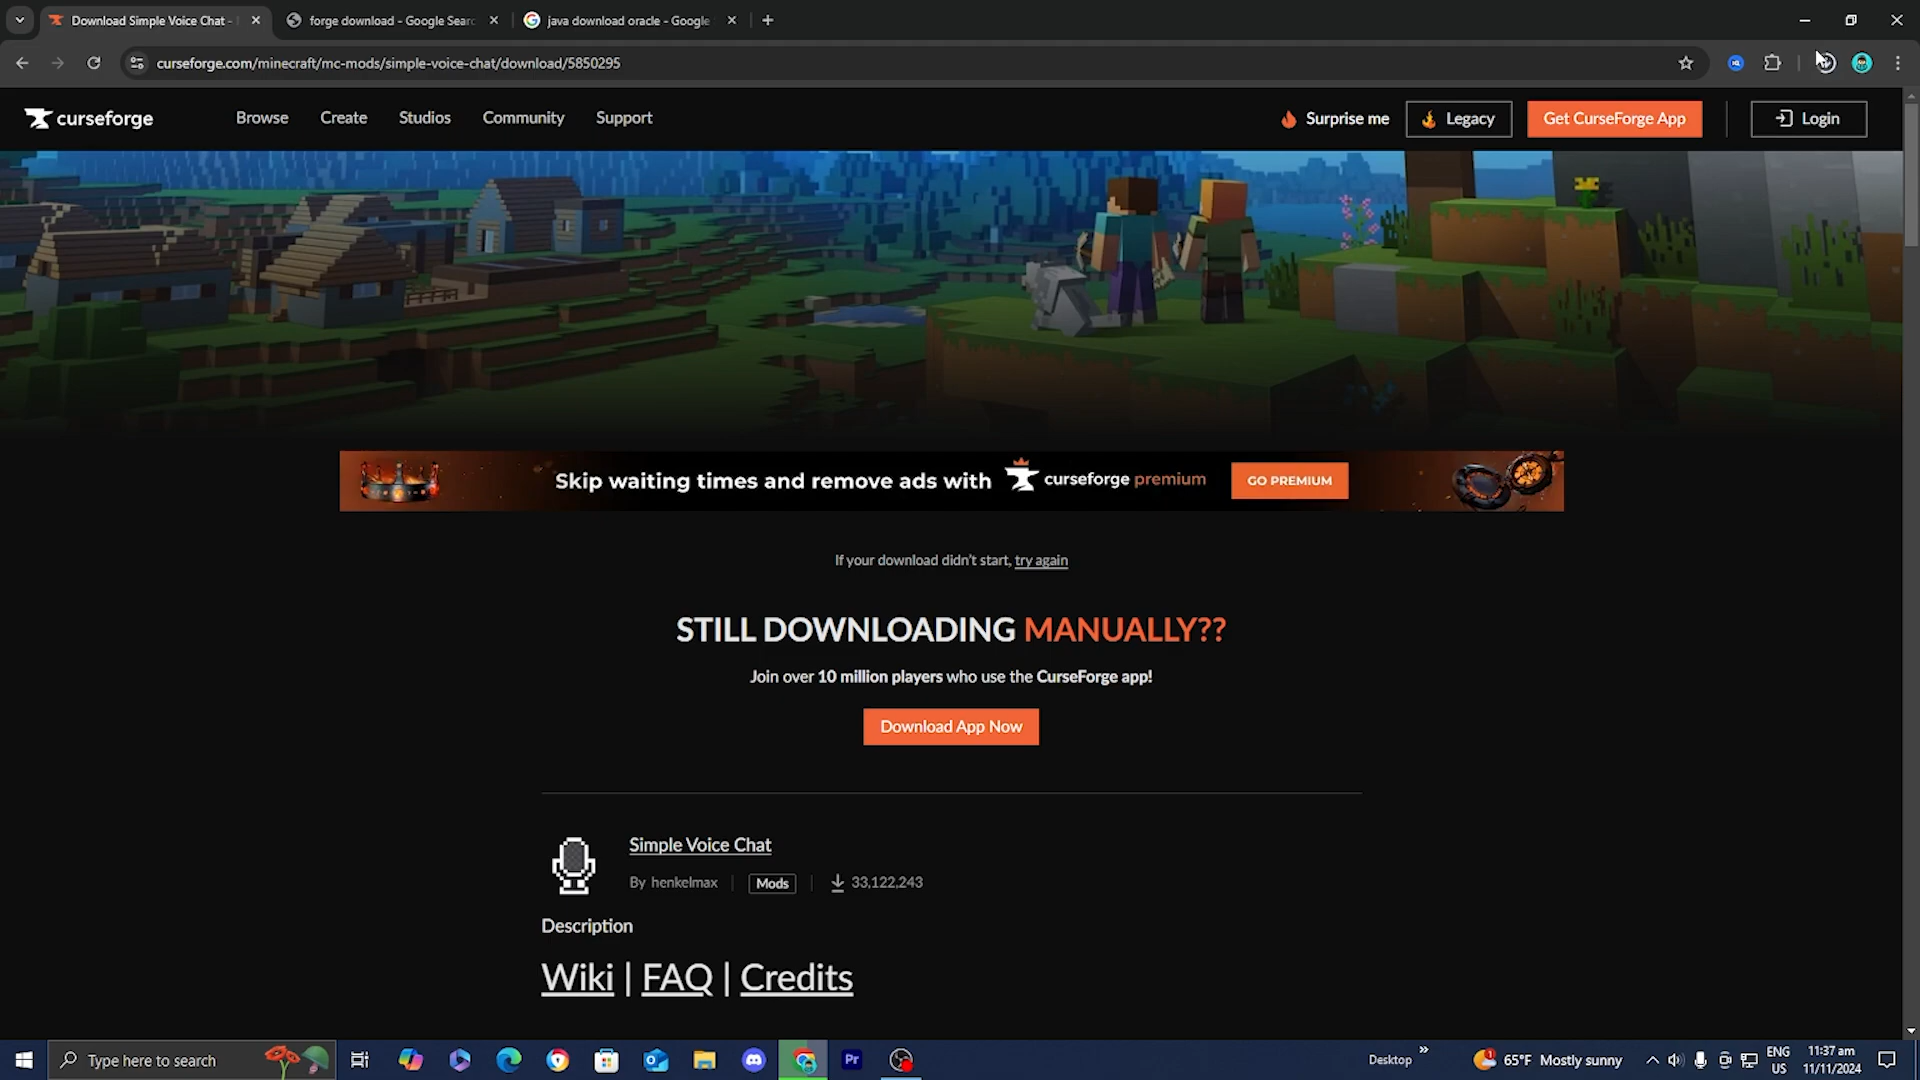 Download Simple Voice Chat -
forge download - Google Searc
java download oracle - Google
curseforge.com/minecraft/mc-mods/simple-voice-chat/download/5850295
curseforge
Browse
Create
Studios
Community
Support
Surprise me
Legacy
Get CurseForge App
Login
Skip waiting times and remove ads with curseforge premium
GO PREMIUM
If your download didn't start, try again
STILL DOWNLOADING MANUALLY??
Join over 10 million players who use the CurseForge app!
Download App Now
Simple Voice Chat
By henkelmax
Mods
33,122,243
Description
Wiki | FAQ | Credits
Type here to search
Pr
Desktop
1
65°F Mostly sunny
ENG
US
11:37 am
11/11/2024